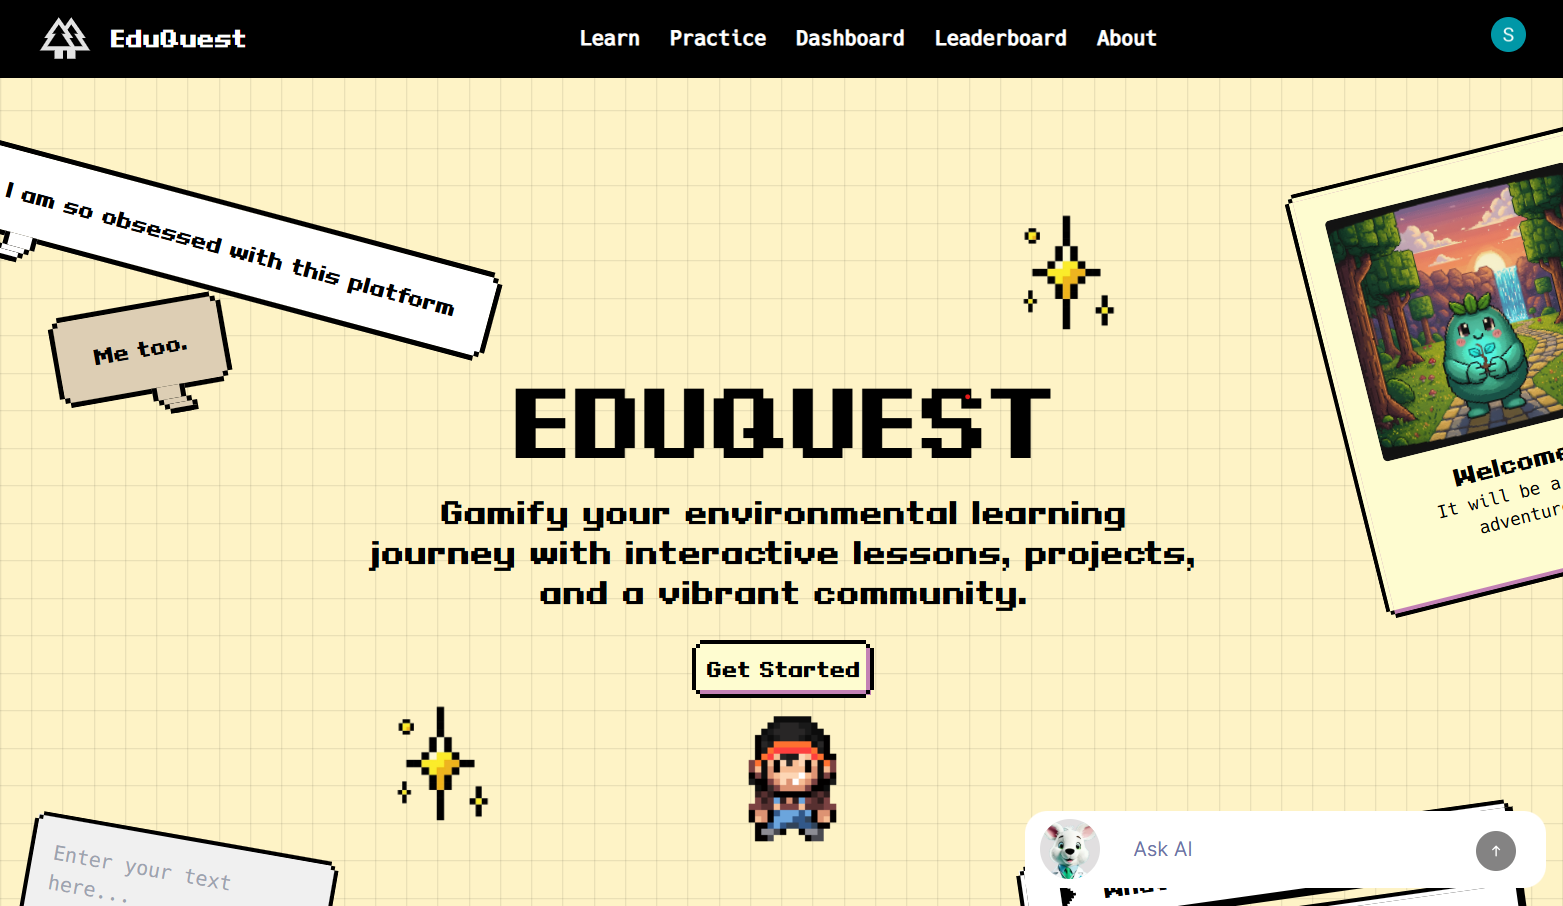 EduQuest
Learn Practice Dashboard Leaderboard About
S
I am so obsessed with this platform
Me too.
EDUQUEST
Gamify your environmental learning
journey with interactive lessons, projects,
and a vibrant community.
Get Started
Welcome
It will be a
Enter your text
here...
Ask AI